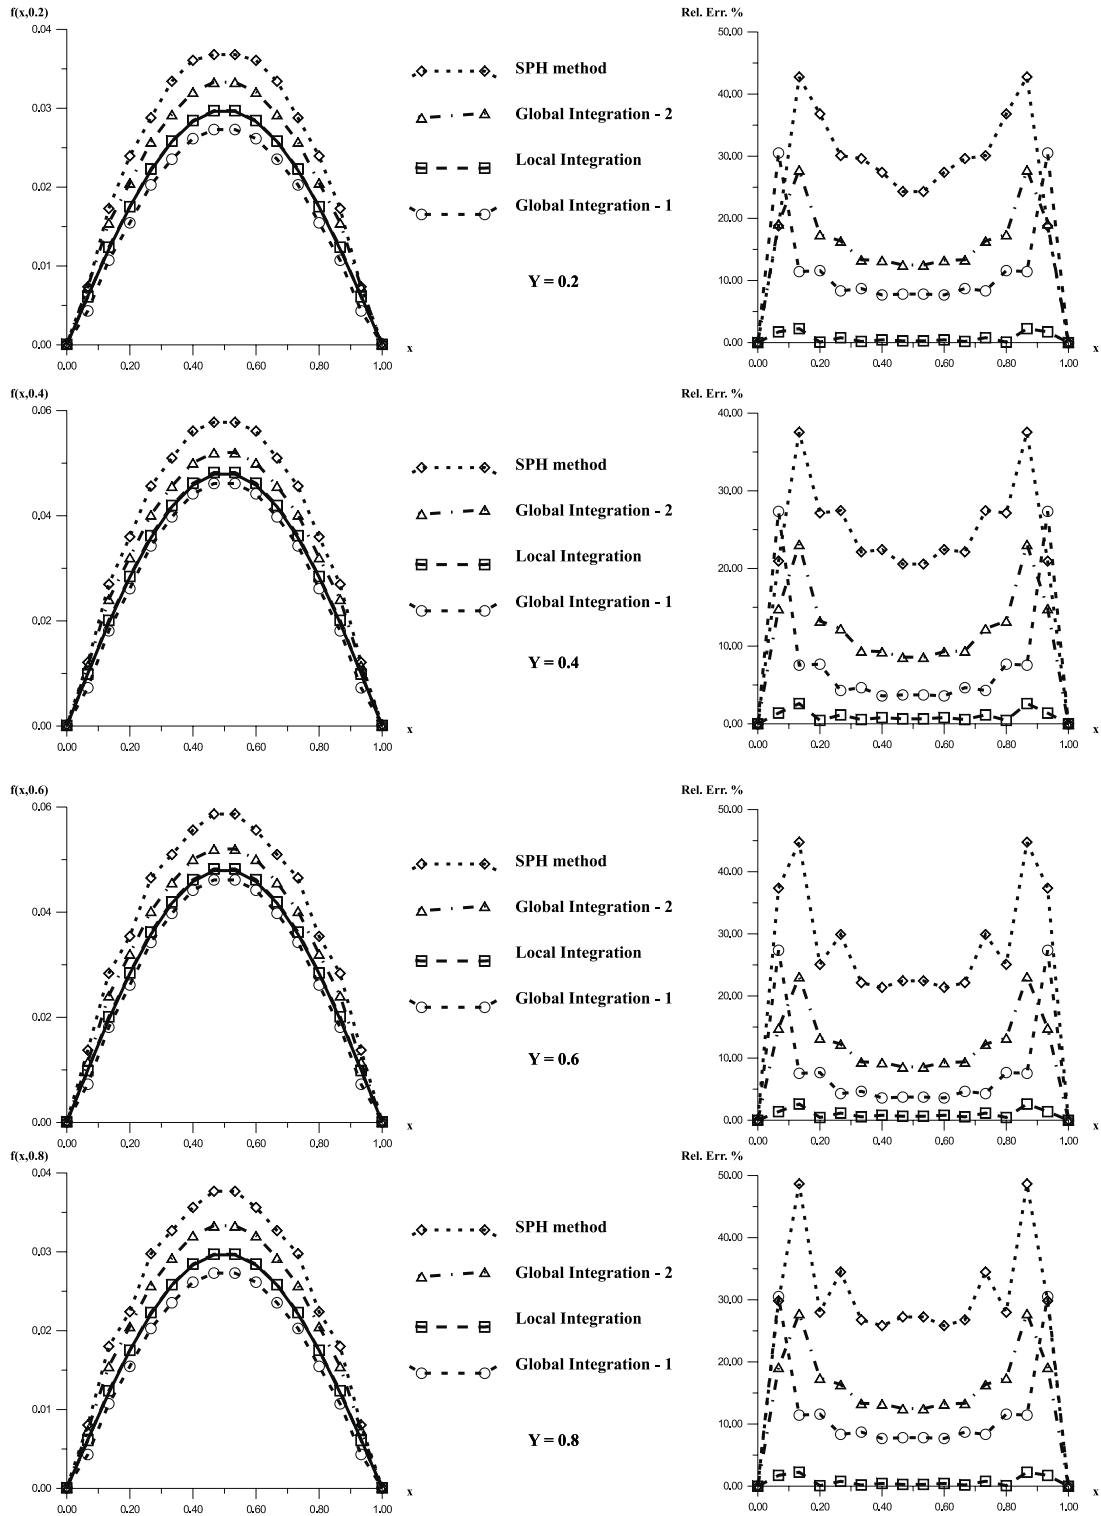 f(x,0.2)
0.04
0.03
0.02
0.01
0.00
0.00 0.20 0.40 0.60 0.80 1.00
x
SPH method
Global Integration - 2
Local Integration
Global Integration - 1
Y = 0.2
Rel. Err. %
50.00
40.00
30.00
20.00
10.00
0.00
0.00 0.20 0.40 0.60 0.80 1.00
x
f(x,0.4)
0.06
0.04
0.02
0.00
0.00 0.20 0.40 0.60 0.80 1.00
x
SPH method
Global Integration - 2
Local Integration
Global Integration - 1
Y = 0.4
Rel. Err. %
40.00
30.00
20.00
10.00
0.00
0.00 0.20 0.40 0.60 0.80 1.00
x
f(x,0.6)
0.06
0.04
0.02
0.00
0.00 0.20 0.40 0.60 0.80 1.00
x
SPH method
Global Integration - 2
Local Integration
Global Integration - 1
Y = 0.6
Rel. Err. %
50.00
40.00
30.00
20.00
10.00
0.00
0.00 0.20 0.40 0.60 0.80 1.00
x
f(x,0.8)
0.04
0.03
0.02
0.01
0.00
0.00 0.20 0.40 0.60 0.80 1.00
x
SPH method
Global Integration - 2
Local Integration
Global Integration - 1
Y = 0.8
Rel. Err. %
50.00
40.00
30.00
20.00
10.00
0.00
0.00 0.20 0.40 0.60 0.80 1.00
x